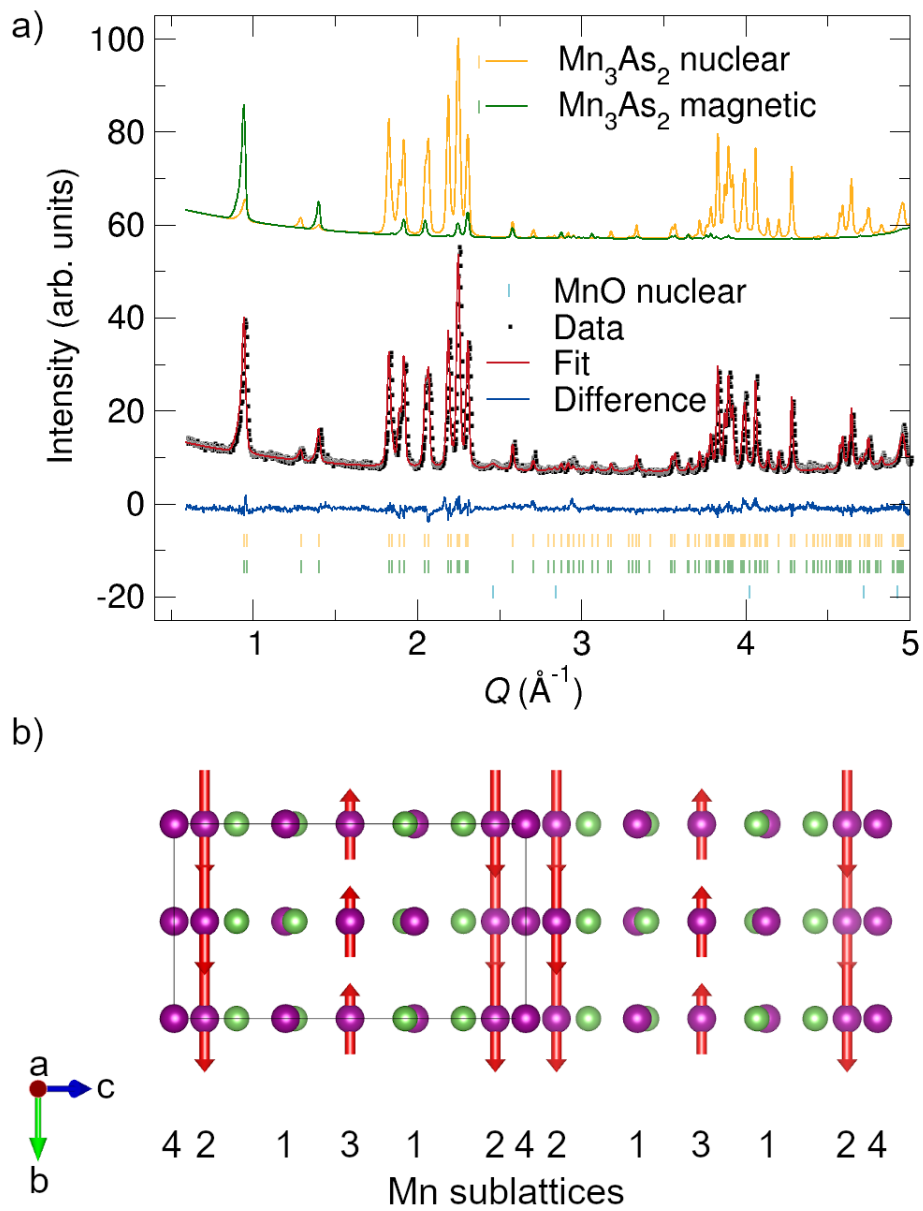 a)
100
80
60
40
20
0
-20
Intensity (arb. units)
Mn3As2 nuclear
Mn3As2 magnetic
MnO nuclear
Data
Fit
Difference
1 2 3 4 5
Q (Å-1)
b)
a
c
b
4 2 1 3 1 2 4 2 1 3 1 2 4
Mn sublattices